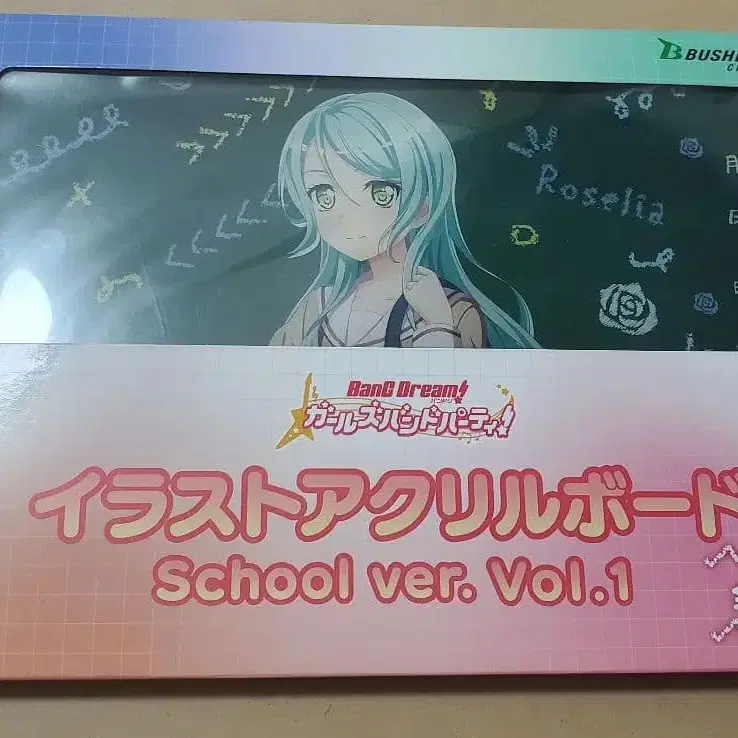 BUSHI
Roselia
BanG Dream!
バンドリ!
ガールズバンドパーティ!
イラストアクリルボード
School ver. Vol.1